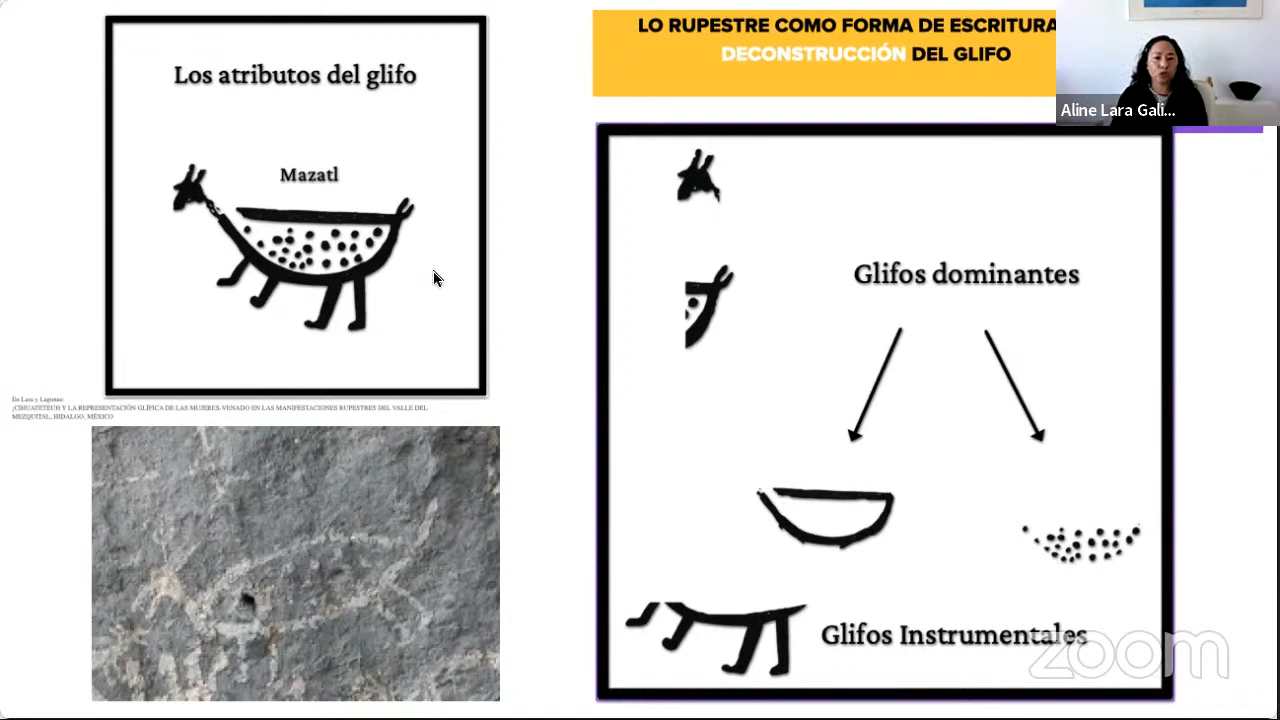 LO RUPESTRE COMO FORMA DE ESCRITURA
DECONSTRUCCIÓN DEL GLIFO
Aline Lara Gali...
Los atributos del glifo
Mazatl
En Lara y Lagunas:
¿CIHUATETEUH Y LA REPRESENTACIÓN GLÍFICA DE LAS MUJERES-VENADO EN LAS MANIFESTACIONES RUPESTRES DEL VALLE DEL
MEZQUITAL, HIDALGO, MÉXICO
Glifos dominantes
Glifos Instrumentales
zoom